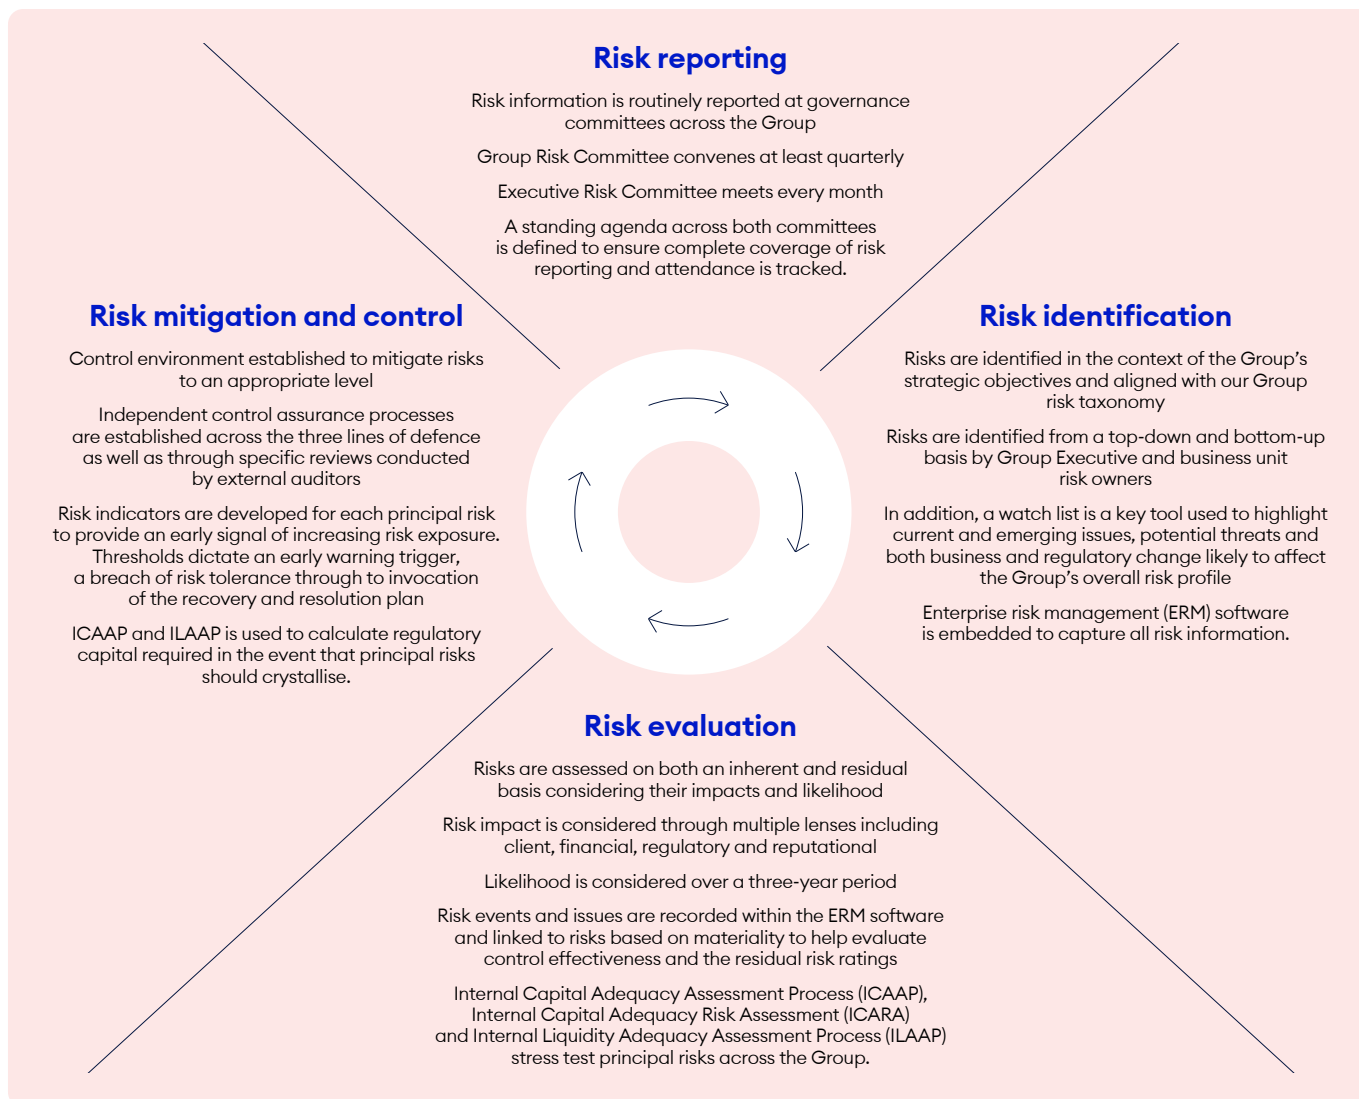 Risk reporting
Risk information is routinely reported at governance
committees across the Group
Group Risk Committee convenes at least quarterly
Executive Risk Committee meets every month
A standing agenda across both committees
is defined to ensure complete coverage of risk
reporting and attendance is tracked.
Risk identification
Risks are identified in the context of the Group’s
strategic objectives and aligned with our Group
risk taxonomy
Risks are identified from a top-down and bottom-up
basis by Group Executive and business unit
risk owners
In addition, a watch list is a key tool used to highlight
current and emerging issues, potential threats and
both business and regulatory change likely to affect
the Group’s overall risk profile
Enterprise risk management (ERM) software
is embedded to capture all risk information.
Risk evaluation
Risks are assessed on both an inherent and residual
basis considering their impacts and likelihood
Risk impact is considered through multiple lenses including
client, financial, regulatory and reputational
Likelihood is considered over a three-year period
Risk events and issues are recorded within the ERM software
and linked to risks based on materiality to help evaluate
control effectiveness and the residual risk ratings
Internal Capital Adequacy Assessment Process (ICAAP),
Internal Capital Adequacy Risk Assessment (ICARA)
and Internal Liquidity Adequacy Assessment Process (ILAAP)
stress test principal risks across the Group.
Risk mitigation and control
Control environment established to mitigate risks
to an appropriate level
Independent control assurance processes
are established across the three lines of defence
as well as through specific reviews conducted
by external auditors
Risk indicators are developed for each principal risk
to provide an early signal of increasing risk exposure.
Thresholds dictate an early warning trigger,
a breach of risk tolerance through to invocation
of the recovery and resolution plan
ICAAP and ILAAP is used to calculate regulatory
capital required in the event that principal risks
should crystallise.